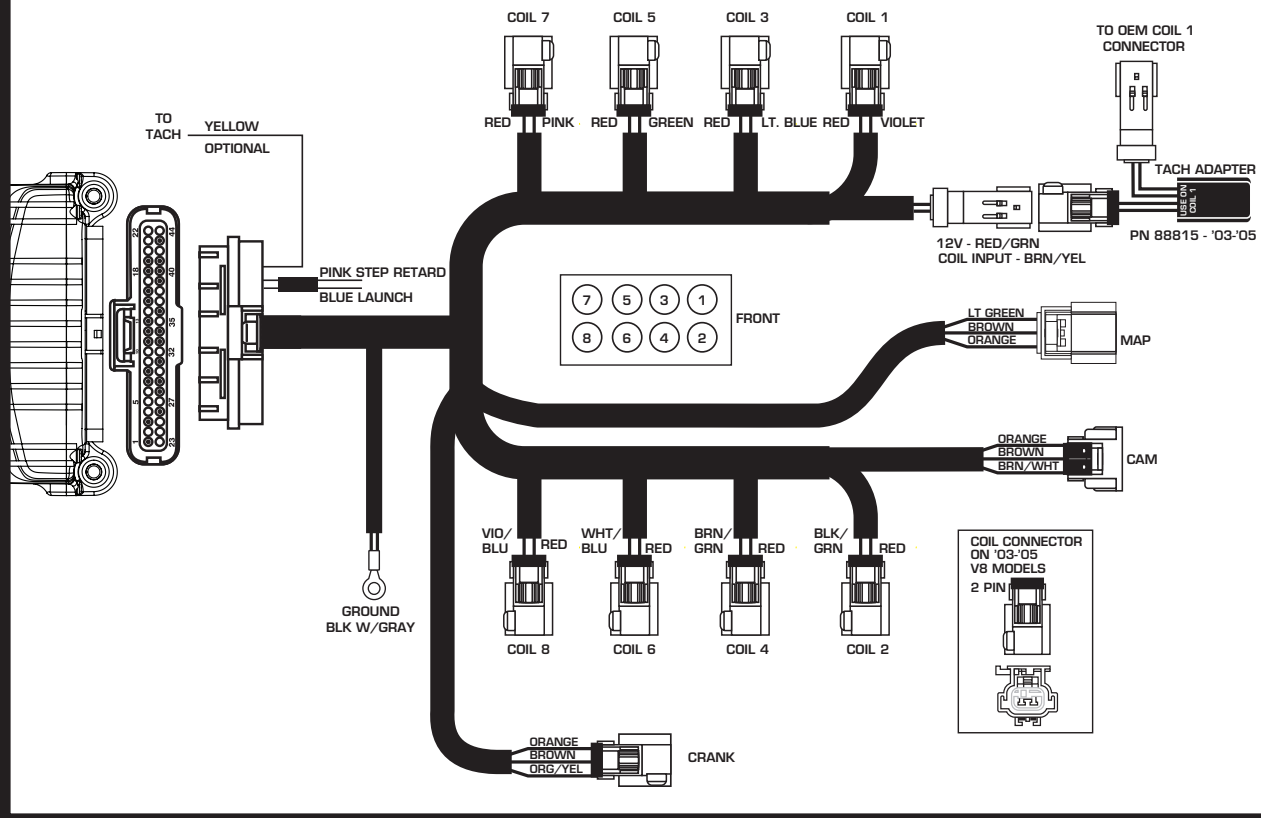 COIL 7
COIL 5
COIL 3
COIL 1
TO OEM COIL 1
CONNECTOR
RED
PINK
RED
GREEN
RED
LT. BLUE
RED
VIOLET
TO
TACH
YELLOW
OPTIONAL
TACH ADAPTER
USE ON
COIL 1
PN 88815 - '03-'05
12V - RED/GRN
COIL INPUT - BRN/YEL
22
44
18
40
35
32
5
27
1
23
PINK STEP RETARD
BLUE LAUNCH
7
5
3
1
8
6
4
2
FRONT
LT GREEN
BROWN
ORANGE
MAP
ORANGE
BROWN
BRN/WHT
CAM
VIO/
BLU
RED
WHT/
BLU
RED
BRN/
GRN
RED
BLK/
GRN
RED
COIL 8
COIL 6
COIL 4
COIL 2
GROUND
BLK W/GRAY
COIL CONNECTOR
ON '03-'05
V8 MODELS
2 PIN
ORANGE
BROWN
ORG/YEL
CRANK